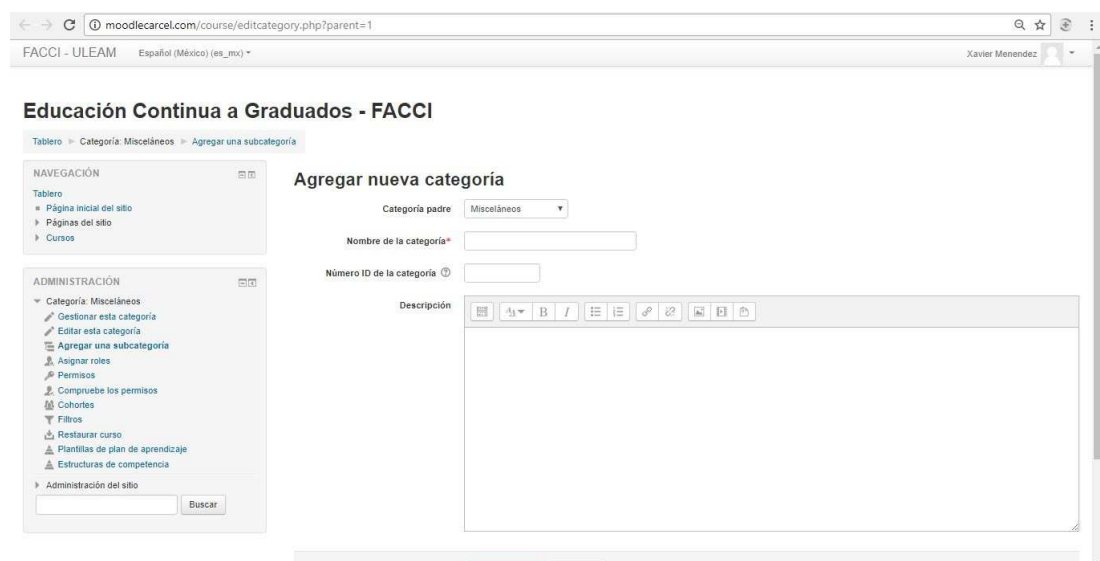 moodlecarcel.com/course/editcategory.php?parent=1
FACCI - ULEAM Español (México) (es_mx)
Xavier Menendez
Educación Continua a Graduados - FACCI
Tablero Categoría: Misceláneos Agregar una subcategoría
NAVEGACIÓN
Tablero
Página inicial del sitio
Páginas del sitio
Cursos
ADMINISTRACIÓN
Categoría: Misceláneos
Gestionar esta categoría
Editar esta categoría
Agregar una subcategoría
Asignar roles
Permisos
Compruebe los permisos
Cohortes
Filtros
Restaurar curso
Plantillas de plan de aprendizaje
Estructuras de competencia
Administración del sitio
Buscar
Agregar nueva categoría
Categoría padre Misceláneos
Nombre de la categoría*
Número ID de la categoría
Descripción
B I